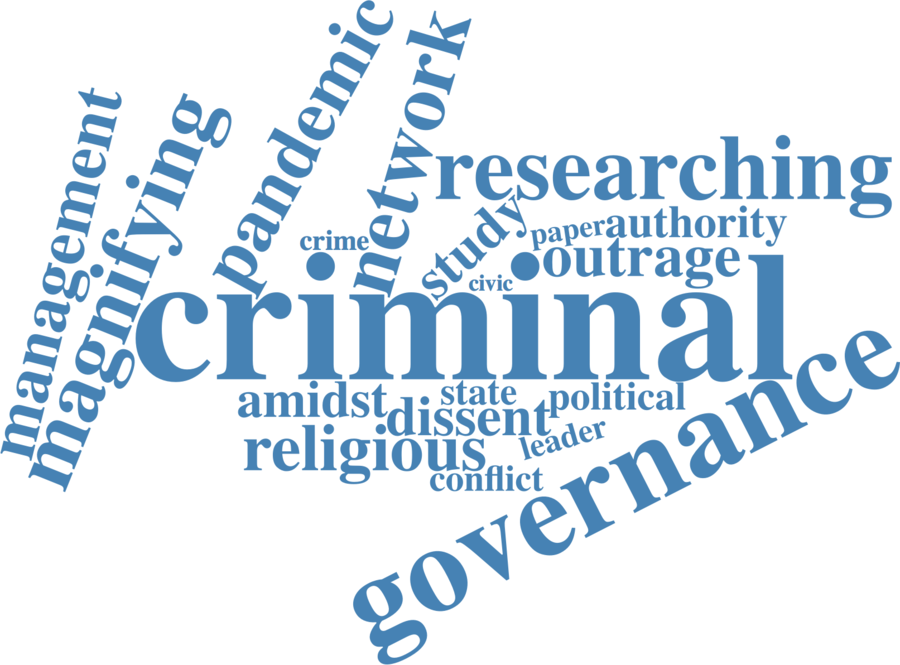 pandemic
network
management
magnifying
researching
study
paper
authority
crime
outrage
civic
criminal
amidst
state
political
dissent
religious
leader
conflict
governance